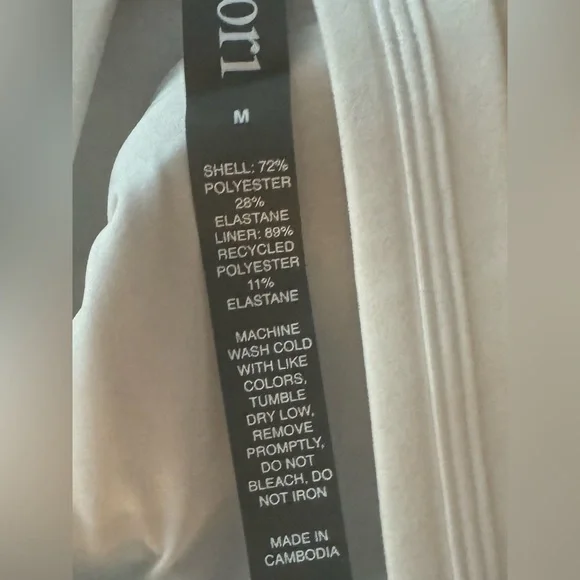 ori
M
SHELL: 72%
POLYESTER
28%
ELASTANE
LINER: 89%
RECYCLED
POLYESTER
11%
ELASTANE
MACHINE
WASH COLD
WITH LIKE
COLORS,
TUMBLE
DRY LOW,
REMOVE
PROMPTLY,
DO NOT
BLEACH, DO
NOT IRON
MADE IN
CAMBODIA